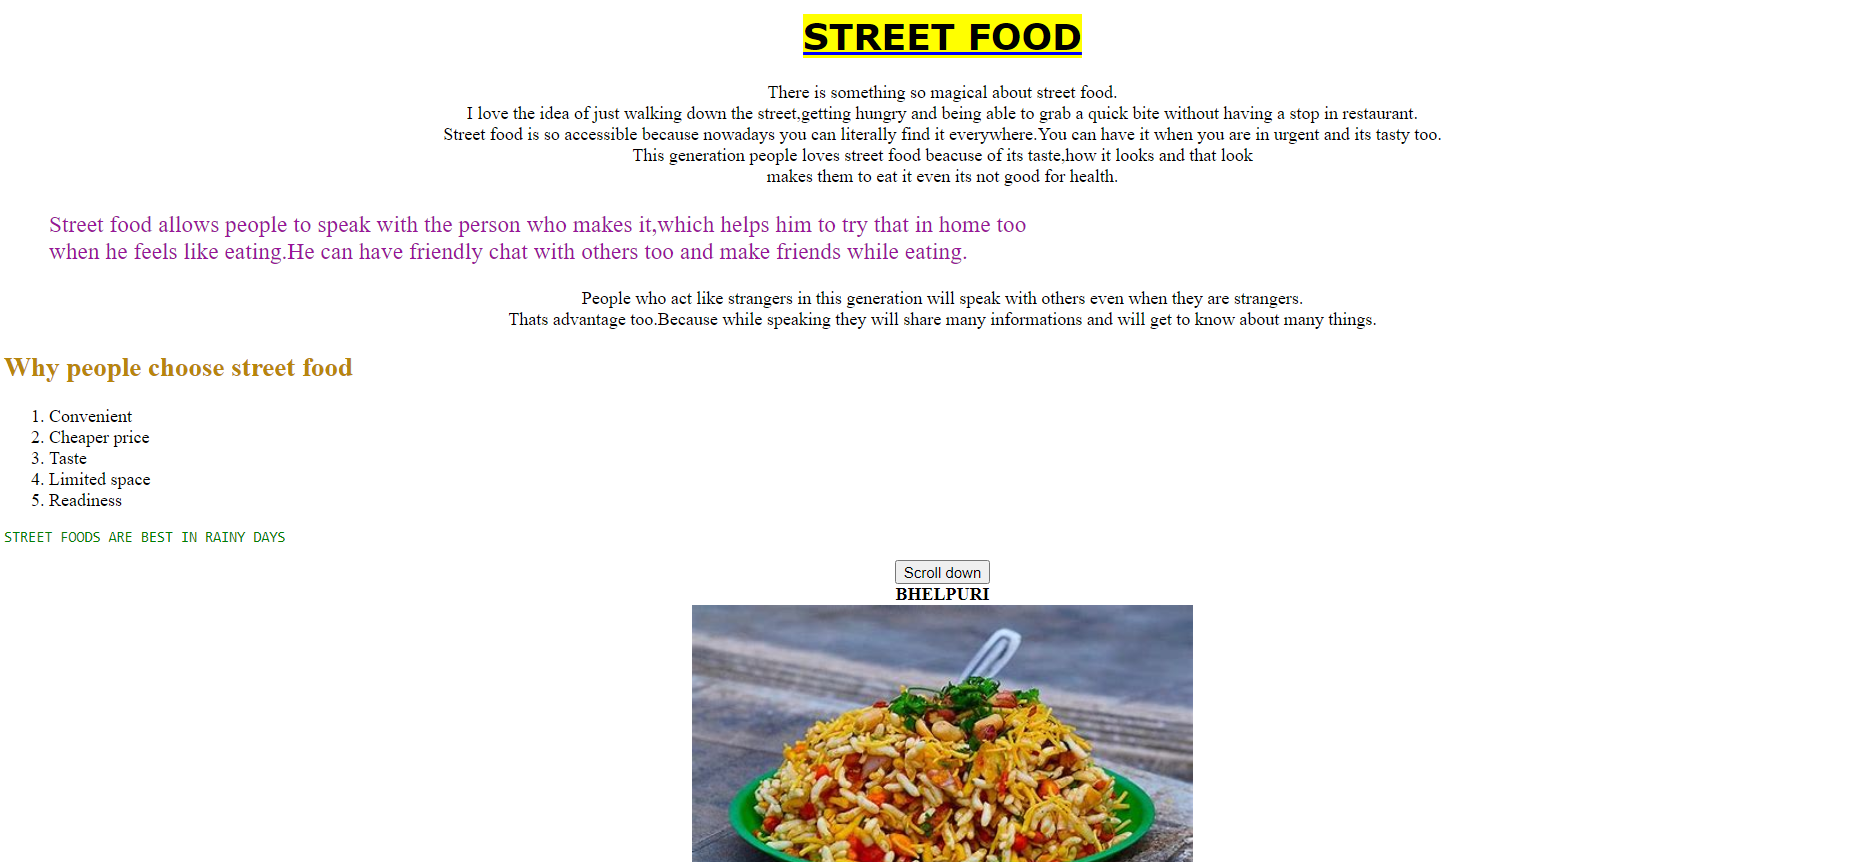 STREET FOOD
There is something so magical about street food.
I love the idea of just walking down the street,getting hungry and being able to grab a quick bite without having a stop in restaurant.
Street food is so accessible because nowadays you can literally find it everywhere.You can have it when you are in urgent and its tasty too.
This generation people loves street food beacuse of its taste,how it looks and that look
makes them to eat it even its not good for health.
Street food allows people to speak with the person who makes it,which helps him to try that in home too
when he feels like eating.He can have friendly chat with others too and make friends while eating.
People who act like strangers in this generation will speak with others even when they are strangers.
Thats advantage too.Because while speaking they will share many informations and will get to know about many things.
Why people choose street food
1. Convenient
2. Cheaper price
3. Taste
4. Limited space
5. Readiness
STREET FOODS ARE BEST IN RAINY DAYS
Scroll down
BHELPURI